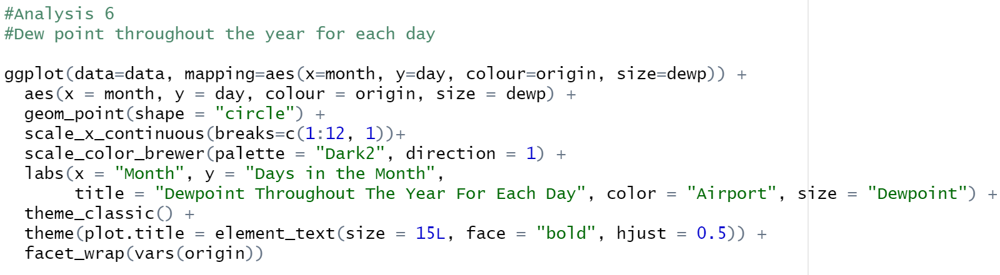 #Analysis 6
#Dew point throughout the year for each day
ggplot(data=data, mapping=aes(x=month, y=day, colour=origin, size=dewp)) +
aes(x = month, y = day, colour = origin, size = dewp) +
geom_point(shape = "circle") +
scale_x_continuous(breaks=c(1:12, 1))+
scale_color_brewer(palette = "Dark2", direction = 1) +
labs(x = "Month", y = "Days in the Month",
title = "Dewpoint Throughout The Year For Each Day", color = "Airport", size = "Dewpoint") +
theme_classic() +
theme(plot.title = element_text(size = 15L, face = "bold", hjust = 0.5)) +
facet_wrap(vars(origin))